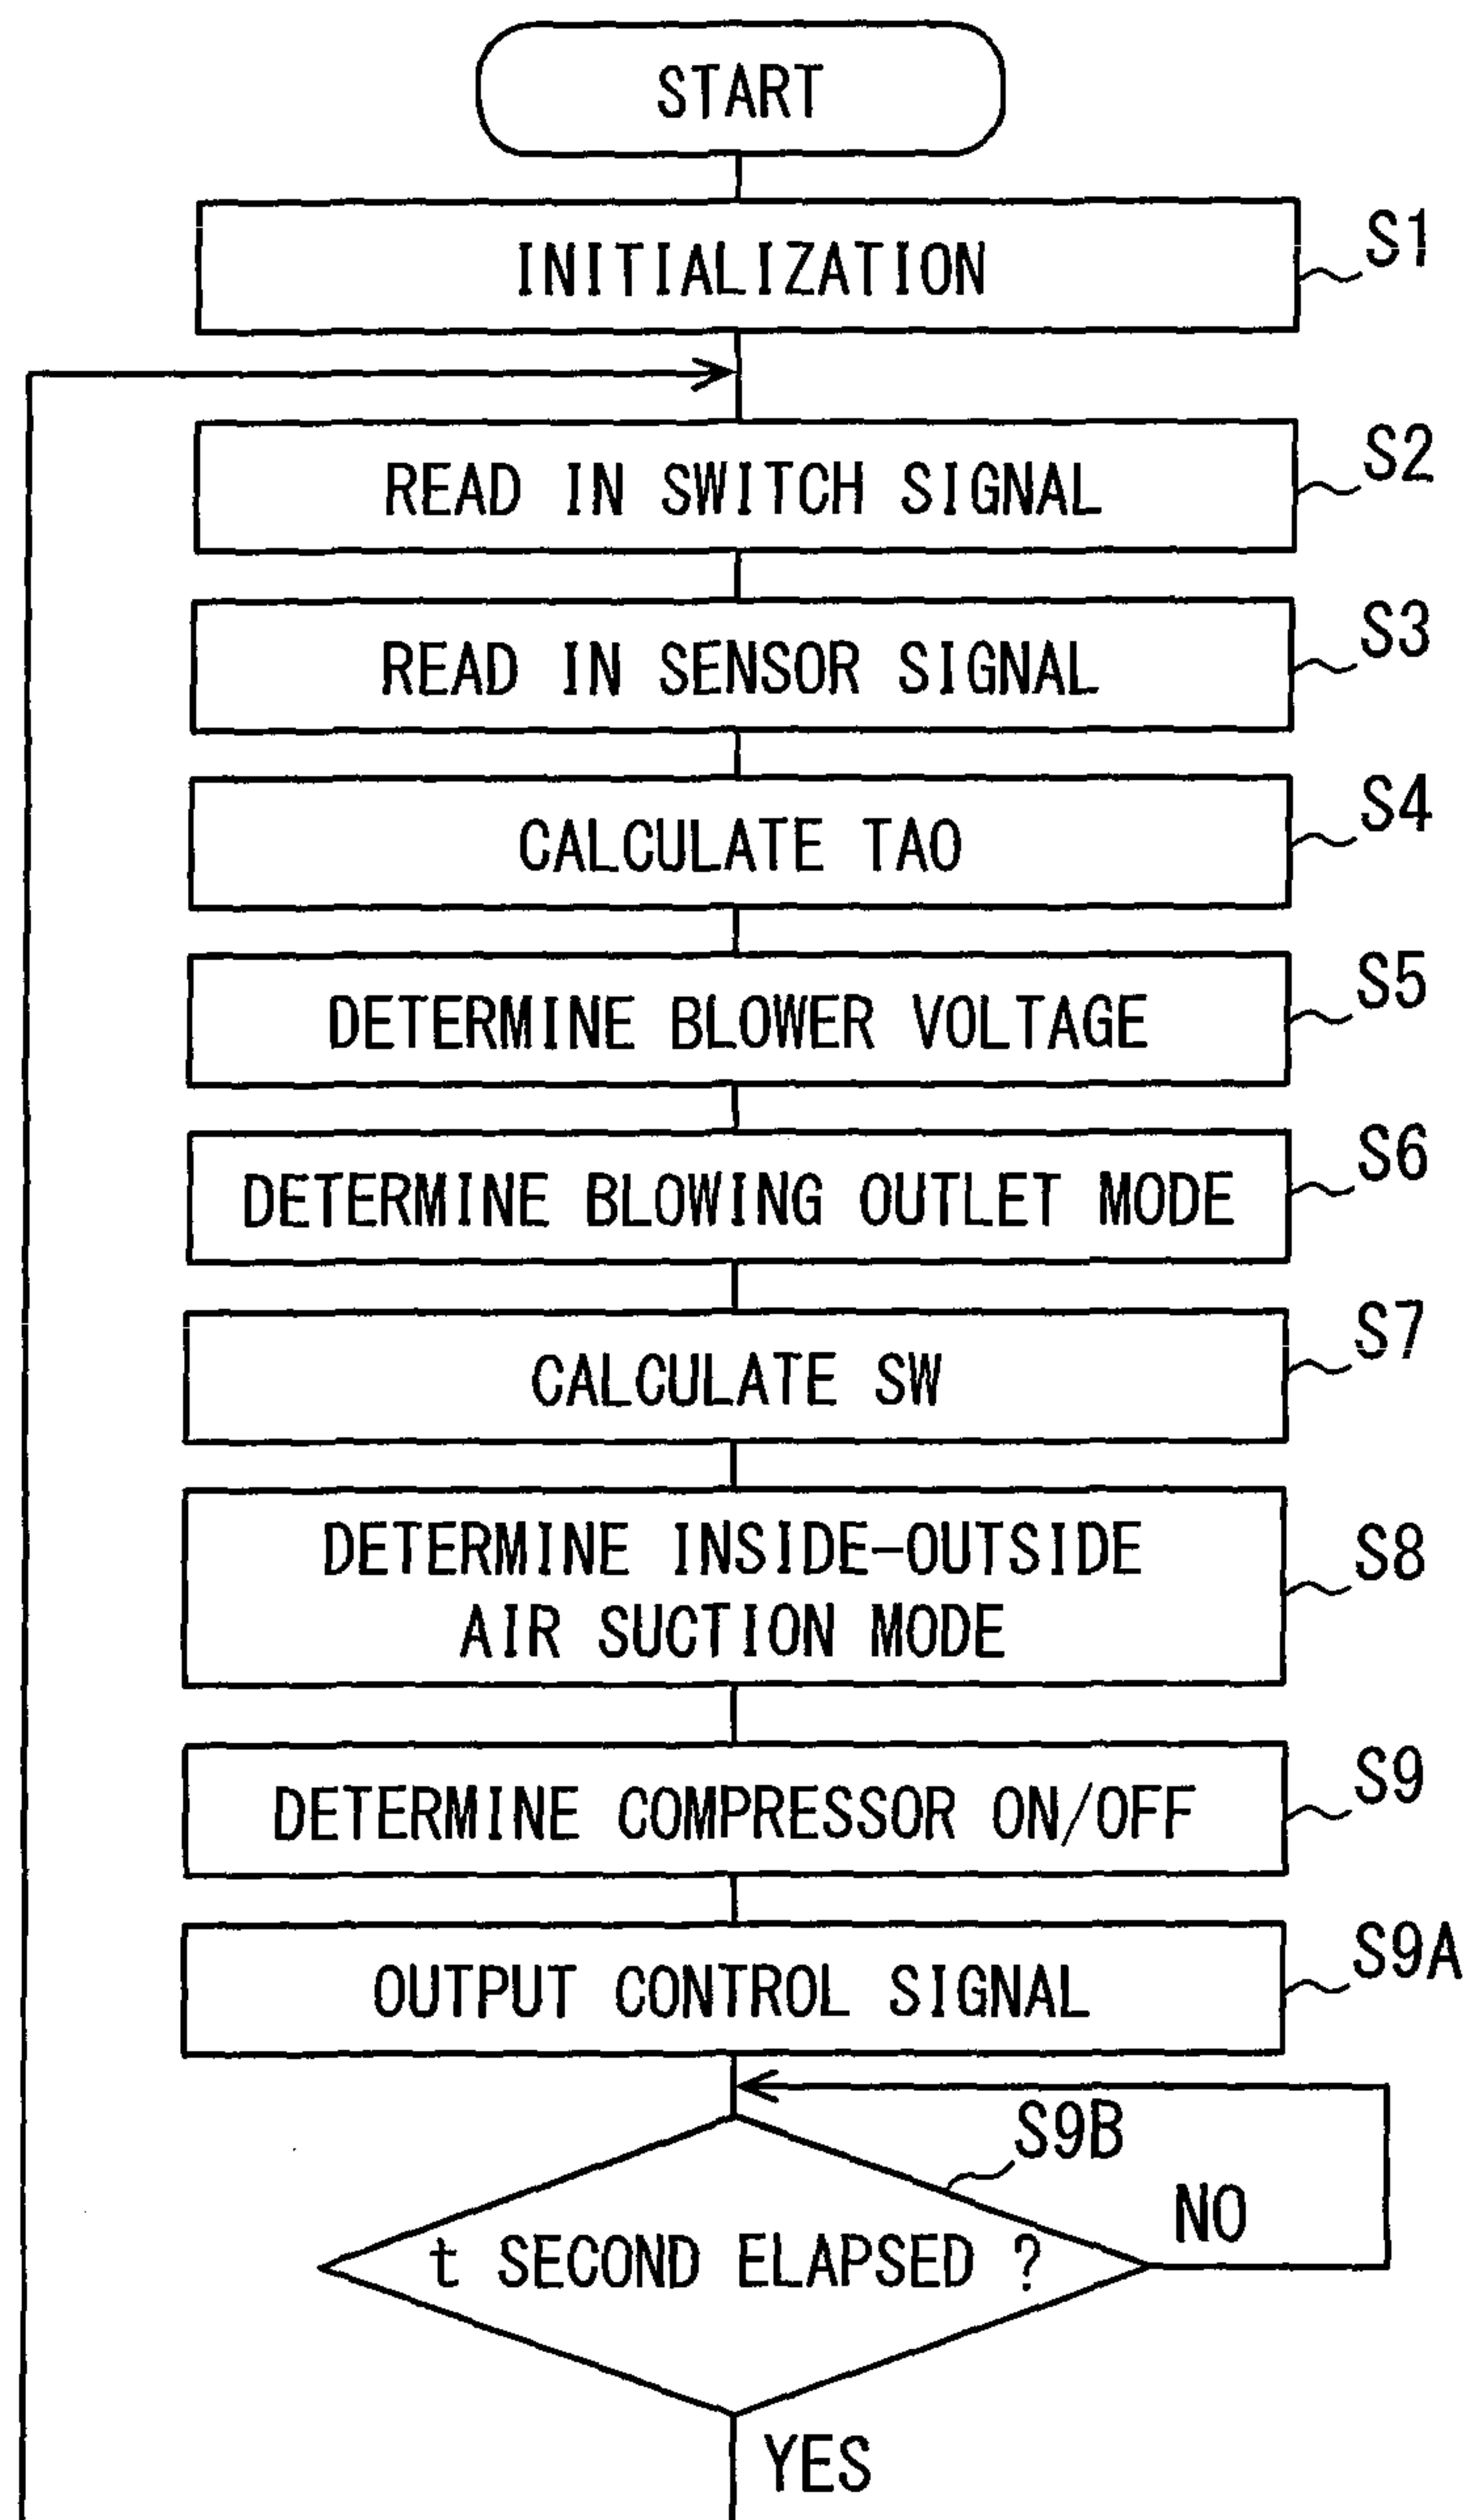 START
INITIALIZATION
S1
READ IN SWITCH SIGNAL
S2
READ IN SENSOR SIGNAL
S3
CALCULATE TAO
S4
DETERMINE BLOWER VOLTAGE
S5
DETERMINE BLOWING OUTLET MODE
S6
CALCULATE SW
S7
DETERMINE INSIDE-OUTSIDE
AIR SUCTION MODE
S8
DETERMINE COMPRESSOR ON/OFF
S9
OUTPUT CONTROL SIGNAL
S9A
S9B
t SECOND ELAPSED ?
NO
YES